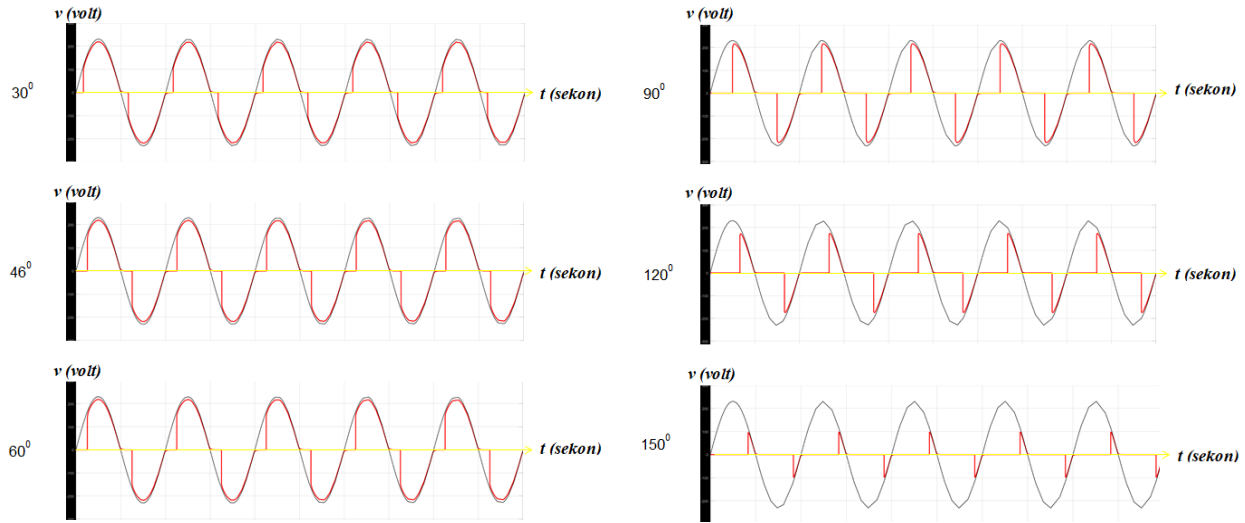 v (volt)
30⁰
t (sekon)
v (volt)
46⁰
t (sekon)
v (volt)
60⁰
t (sekon)
v (volt)
90⁰
t (sekon)
v (volt)
120⁰
t (sekon)
v (volt)
150⁰
t (sekon)